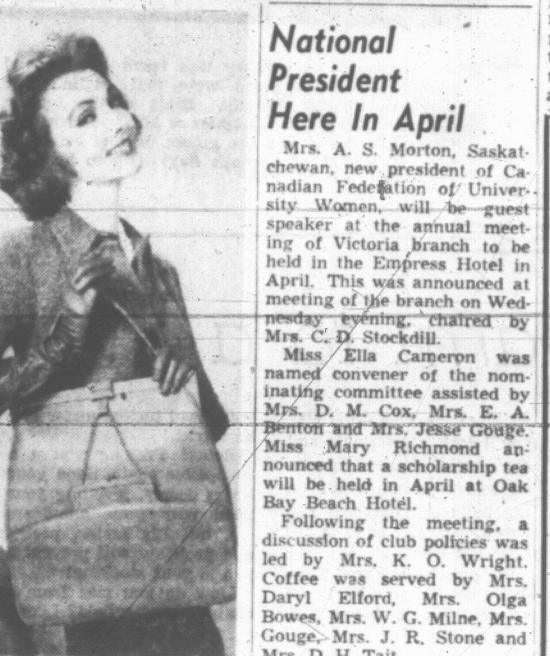 National
President
Here In April
Mrs. A. S. Morton, Saskat-
chewan, new president of Ca-
nadian Federation of Univer-
sity Women, will be guest
speaker at the annual meet-
ing of Victoria branch to be
held in the Empress Hotel in
April. This was announced at
meeting of the branch on Wed-
nesday evening, chaired by
Mrs. C. D. Stockdill.
Miss Ella Cameron was
named convener of the nom-
inating committee assisted by
Mrs. D. M. Cox, Mrs. E. A.
Benton and Mrs. Jesse Gouge.
Miss Mary Richmond an-
nounced that a scholarship tea
will be held in April at Oak
Bay Beach Hotel.
Following the meeting, a
discussion of club policies was
led by Mrs. K. O. Wright.
Coffee was served by Mrs.
Daryl Elford, Mrs. Olga
Bowes, Mrs. W. G. Milne, Mrs.
Gouge, Mrs. J. R. Stone and
Mrs. D. H. Tait.